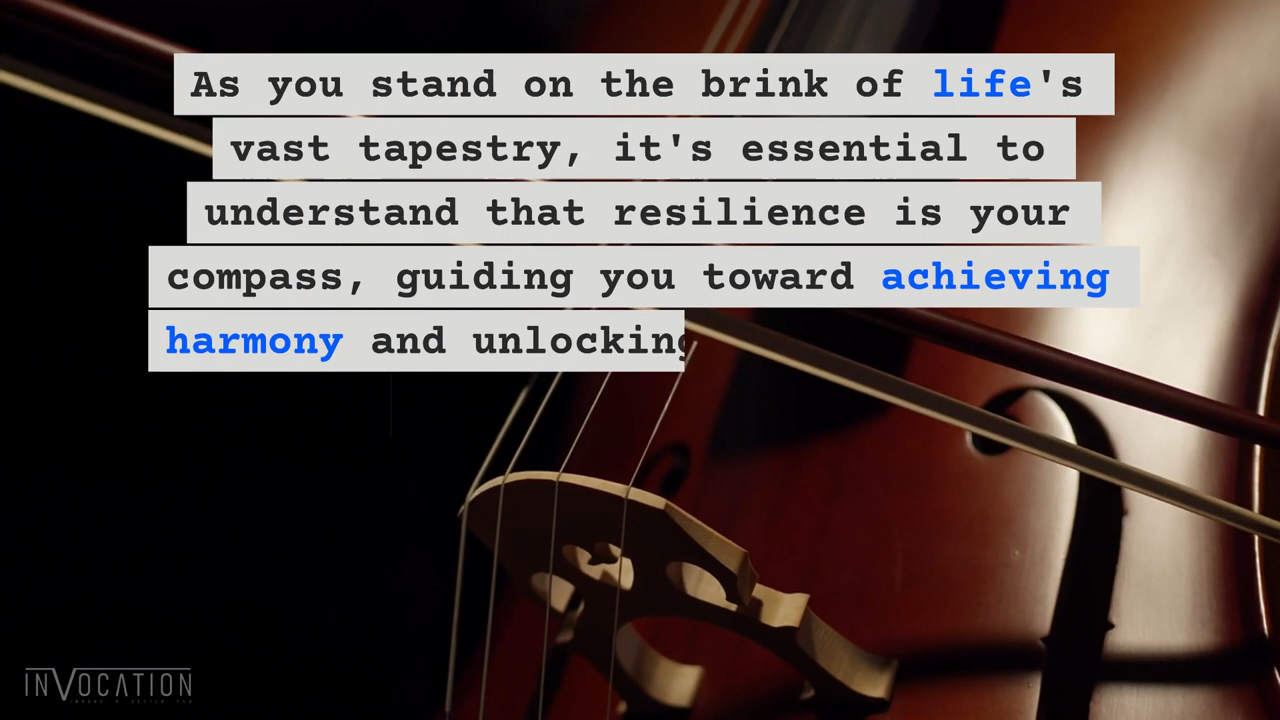 As you stand on the brink of life's
vast tapestry, it's essential to
understand that resilience is your
compass, guiding you toward achieving
harmony and unlocking
INVOCATION